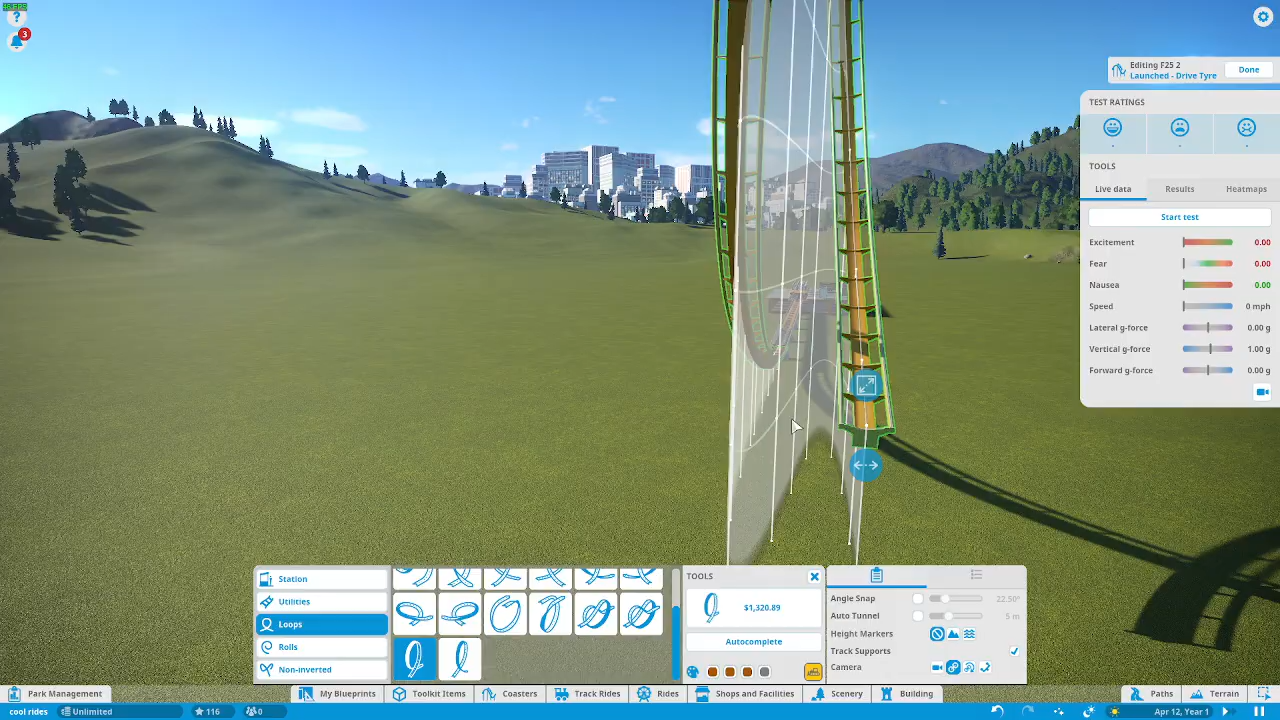 ?
3
Editing F25 2
Launched - Drive Tyre
Done
TEST RATINGS
- - -
TOOLS
Live data Results Heatmaps
Start test
Excitement 0.00
Fear 0.00
Nausea 0.00
Speed 0 mph
Lateral g-force 0.00 g
Vertical g-force 1.00 g
Forward g-force 0.00 g
Station
Utilities
Loops
Rolls
Non-inverted
TOOLS
$1,320.89
Autocomplete
Angle Snap 22.50°
Auto Tunnel 5 m
Height Markers
Track Supports
Camera
Park Management My Blueprints Toolkit Items Coasters Track Rides Rides Shops and Facilities Scenery Building Paths Terrain
cool rides Unlimited 116 0 Apr 12, Year 1